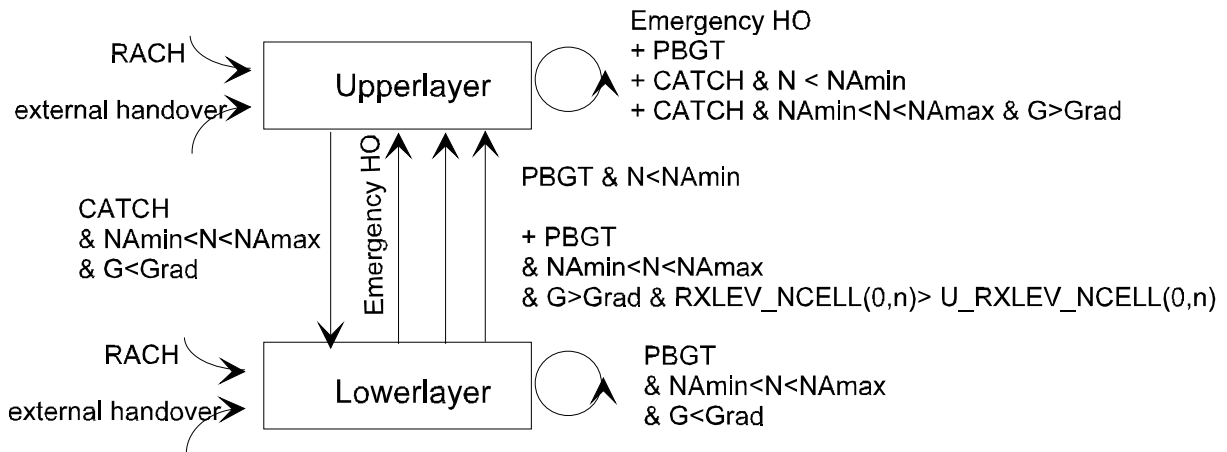 Emergency HO
+ PBGT
+ CATCH & N < NAmin
+ CATCH & NAmin<N<NAmax & G>Grad
RACH
Upperlayer
external handover
Emergency HO
PBGT & N<NAmin
CATCH
& NAmin<N<NAmax
& G<Grad
+ PBGT
& NAmin<N<NAmax
& G>Grad & RXLEV_NCELL(0,n)> U_RXLEV_NCELL(0,n)
RACH
Lowerlayer
external handover
PBGT
& NAmin<N<NAmax
& G<Grad